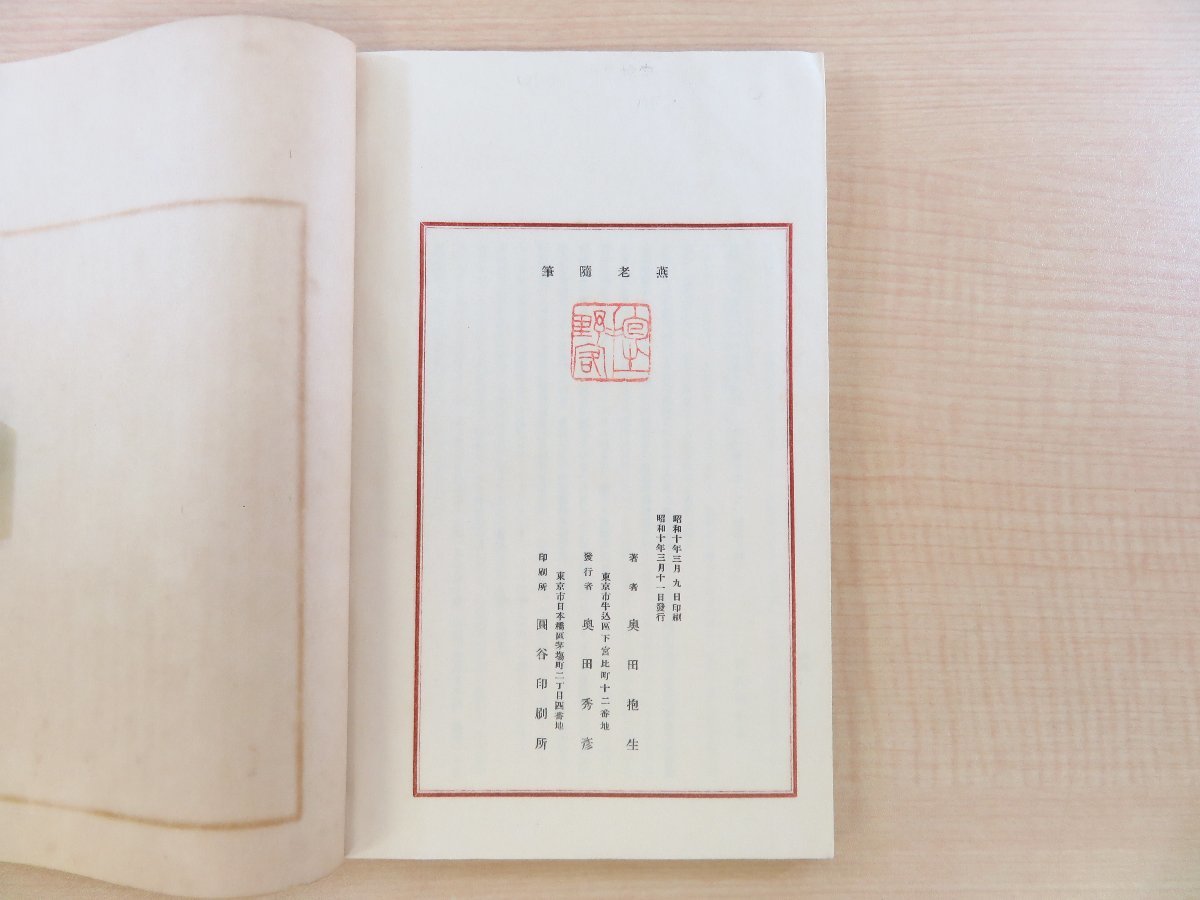 燕老隨筆
昭和十年三月九日印刷
昭和十年三月十一日發行
著者 奥田抱生
東京市牛込區下宮比町十二番地
發行者 奥田秀彦
東京市日本橋區茅場町二丁目四番地
印刷所 圓谷印刷所